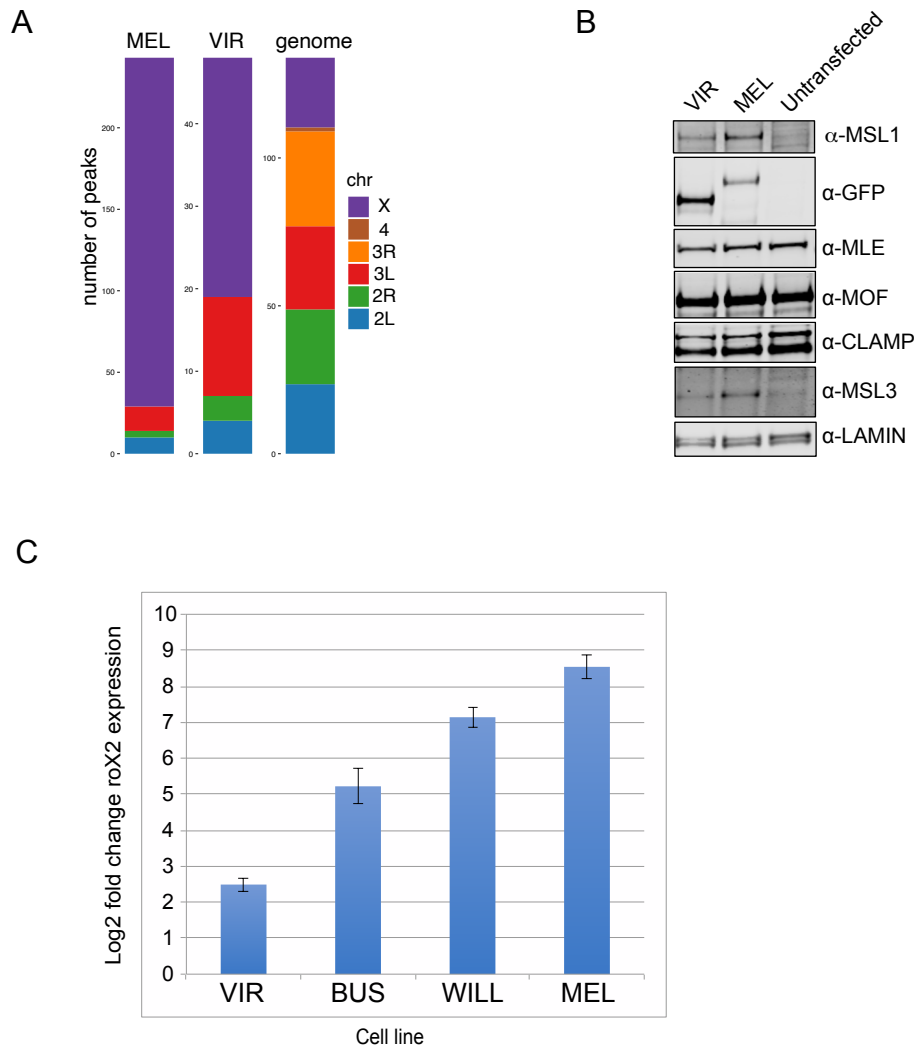 A
MEL
VIR
genome
number of peaks
200
150
100
50
0
40
30
20
10
0
100
50
0
chr
X
4
3R
3L
2R
2L
B
VIR
MEL
Untransfected
α-MSL1
α-GFP
α-MLE
α-MOF
α-CLAMP
α-MSL3
α-LAMIN
C
Log2 fold change roX2 expression
10
9
8
7
6
5
4
3
2
1
0
VIR
BUS
WILL
MEL
Cell line